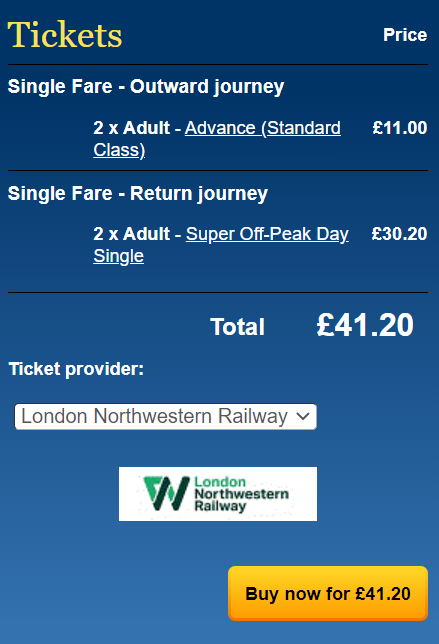 Tickets
Price
Single Fare - Outward journey
2 x Adult - Advance (Standard £11.00
Class)
Single Fare - Return journey
2 x Adult - Super Off-Peak Day £30.20
Single
Total £41.20
Ticket provider:
London Northwestern Railway
London
Northwestern
Railway
Buy now for £41.20